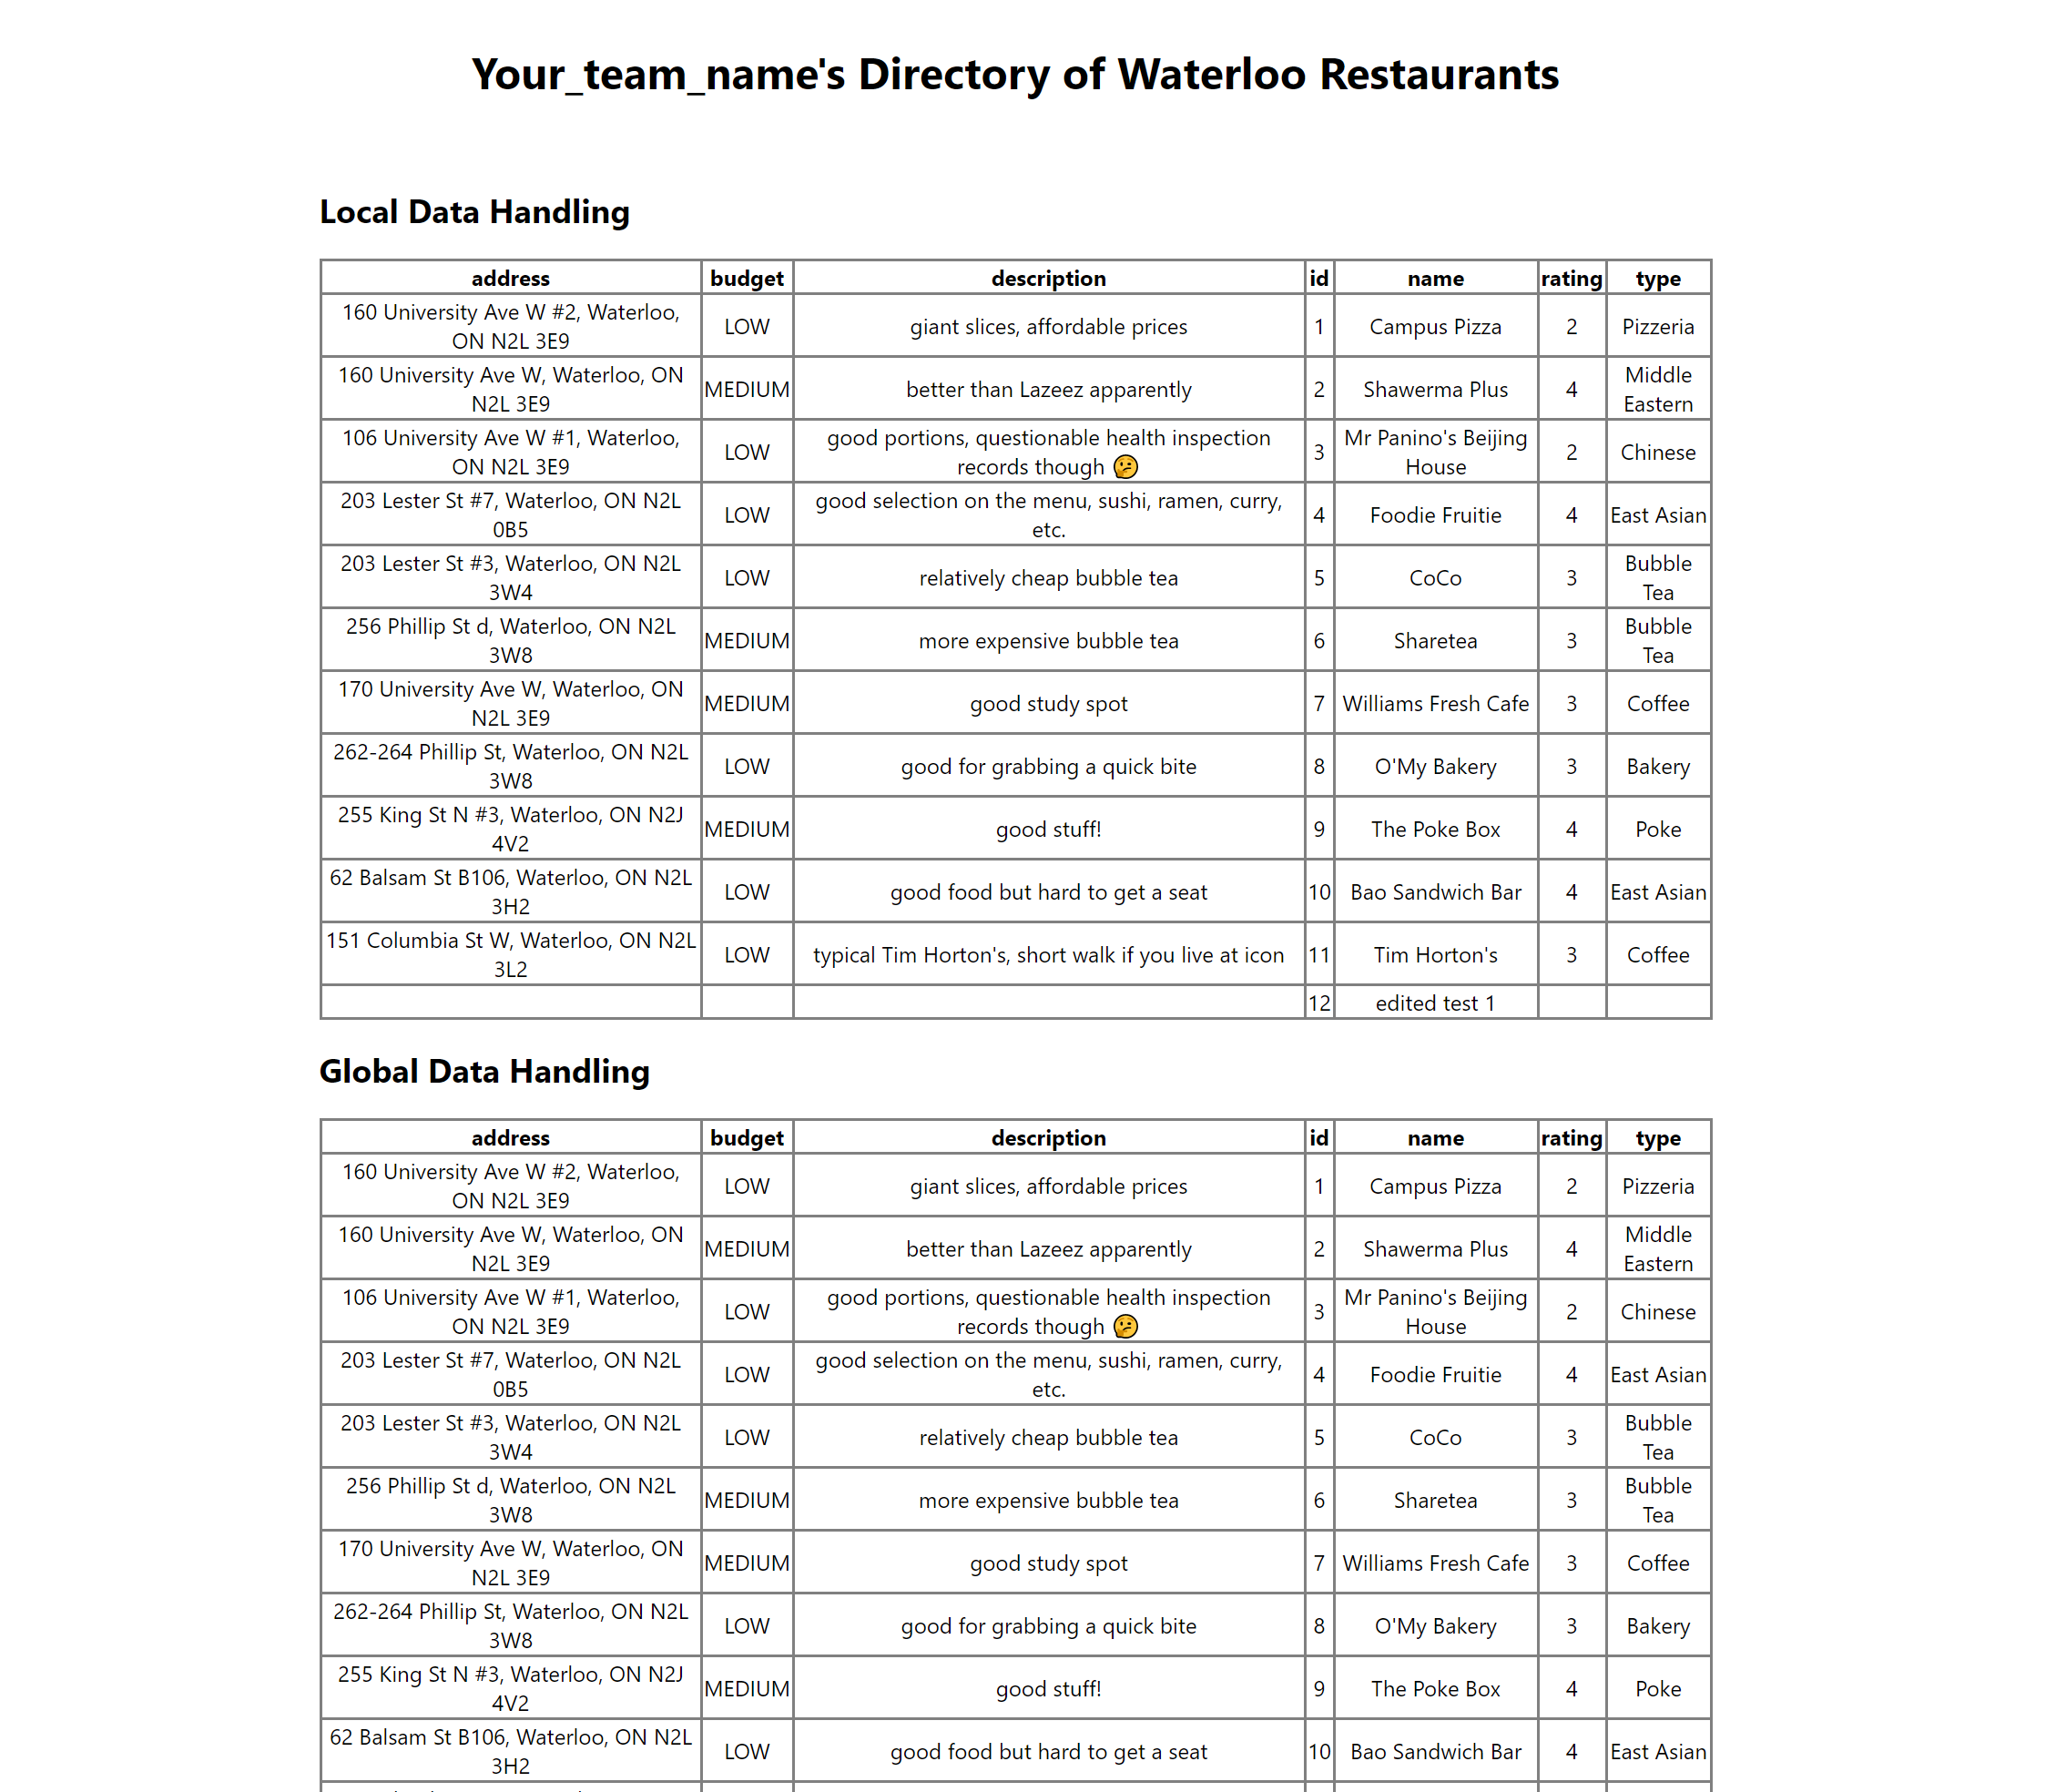 Your_team_name's Directory of Waterloo Restaurants
Local Data Handling
address budget description id name rating type
160 University Ave W #2, Waterloo, ON N2L 3E9 LOW giant slices, affordable prices 1 Campus Pizza 2 Pizzeria
160 University Ave W, Waterloo, ON N2L 3E9 MEDIUM better than Lazeez apparently 2 Shawerma Plus 4 Middle Eastern
106 University Ave W #1, Waterloo, ON N2L 3E9 LOW good portions, questionable health inspection records though 🤔 3 Mr Panino's Beijing House 2 Chinese
203 Lester St #7, Waterloo, ON N2L 0B5 LOW good selection on the menu, sushi, ramen, curry, etc. 4 Foodie Fruitie 4 East Asian
203 Lester St #3, Waterloo, ON N2L 3W4 LOW relatively cheap bubble tea 5 CoCo 3 Bubble Tea
256 Phillip St d, Waterloo, ON N2L 3W8 MEDIUM more expensive bubble tea 6 Sharetea 3 Bubble Tea
170 University Ave W, Waterloo, ON N2L 3E9 MEDIUM good study spot 7 Williams Fresh Cafe 3 Coffee
262-264 Phillip St, Waterloo, ON N2L 3W8 LOW good for grabbing a quick bite 8 O'My Bakery 3 Bakery
255 King St N #3, Waterloo, ON N2J 4V2 MEDIUM good stuff! 9 The Poke Box 4 Poke
62 Balsam St B106, Waterloo, ON N2L 3H2 LOW good food but hard to get a seat 10 Bao Sandwich Bar 4 East Asian
151 Columbia St W, Waterloo, ON N2L 3L2 LOW typical Tim Horton's, short walk if you live at icon 11 Tim Horton's 3 Coffee
12 edited test 1
Global Data Handling
address budget description id name rating type
160 University Ave W #2, Waterloo, ON N2L 3E9 LOW giant slices, affordable prices 1 Campus Pizza 2 Pizzeria
160 University Ave W, Waterloo, ON N2L 3E9 MEDIUM better than Lazeez apparently 2 Shawerma Plus 4 Middle Eastern
106 University Ave W #1, Waterloo, ON N2L 3E9 LOW good portions, questionable health inspection records though 🤔 3 Mr Panino's Beijing House 2 Chinese
203 Lester St #7, Waterloo, ON N2L 0B5 LOW good selection on the menu, sushi, ramen, curry, etc. 4 Foodie Fruitie 4 East Asian
203 Lester St #3, Waterloo, ON N2L 3W4 LOW relatively cheap bubble tea 5 CoCo 3 Bubble Tea
256 Phillip St d, Waterloo, ON N2L 3W8 MEDIUM more expensive bubble tea 6 Sharetea 3 Bubble Tea
170 University Ave W, Waterloo, ON N2L 3E9 MEDIUM good study spot 7 Williams Fresh Cafe 3 Coffee
262-264 Phillip St, Waterloo, ON N2L 3W8 LOW good for grabbing a quick bite 8 O'My Bakery 3 Bakery
255 King St N #3, Waterloo, ON N2J 4V2 MEDIUM good stuff! 9 The Poke Box 4 Poke
62 Balsam St B106, Waterloo, ON N2L 3H2 LOW good food but hard to get a seat 10 Bao Sandwich Bar 4 East Asian